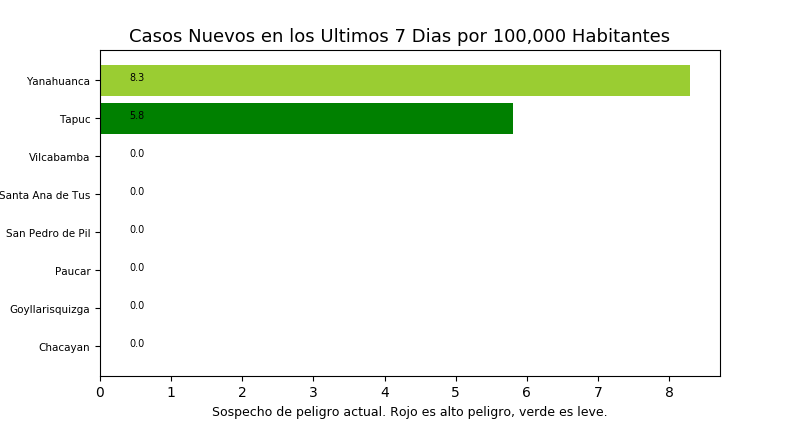 Casos Nuevos en los Ultimos 7 Dias por 100,000 Habitantes
Yanahuanca 8.3
Tapuc 5.8
Vilcabamba 0.0
Santa Ana de Tus 0.0
San Pedro de Pil 0.0
Paucar 0.0
Goyllarisquizga 0.0
Chacayan 0.0
0 1 2 3 4 5 6 7 8
Sospecho de peligro actual. Rojo es alto peligro, verde es leve.